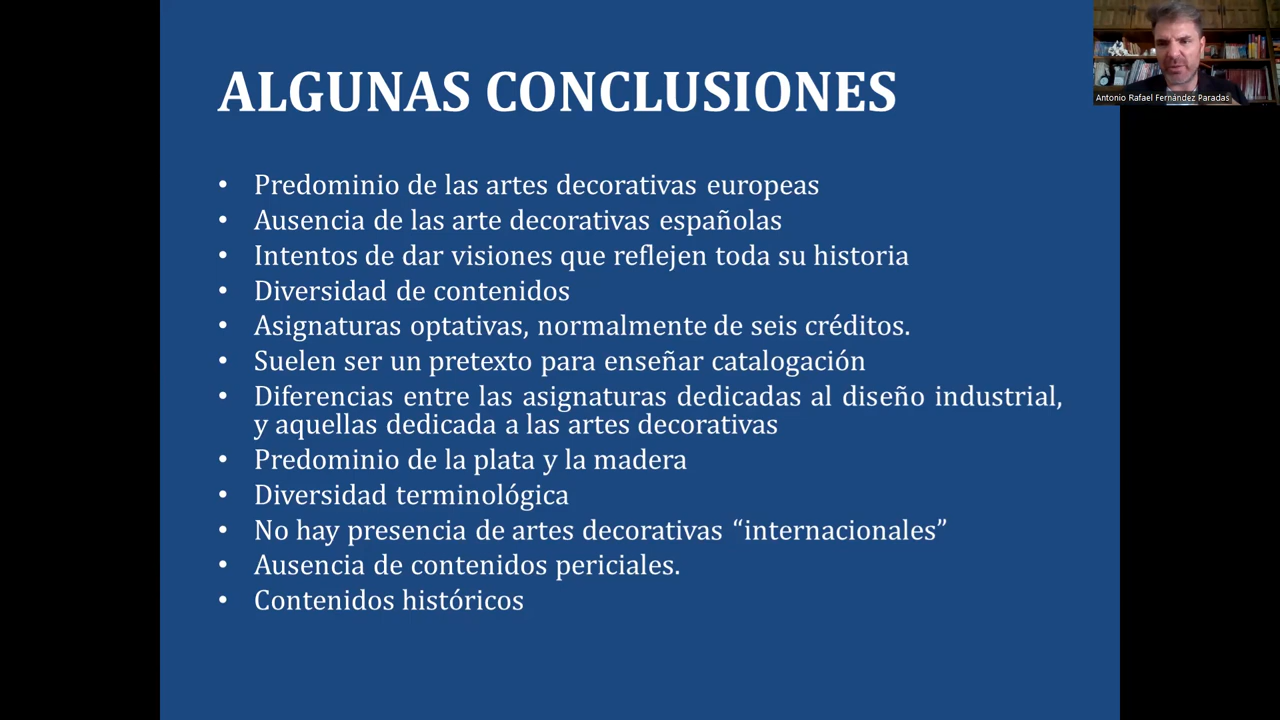 ALGUNAS CONCLUSIONES
• Predominio de las artes decorativas europeas
• Ausencia de las arte decorativas españolas
• Intentos de dar visiones que reflejen toda su historia
• Diversidad de contenidos
• Asignaturas optativas, normalmente de seis créditos.
• Suelen ser un pretexto para enseñar catalogación
• Diferencias entre las asignaturas dedicadas al diseño industrial,
y aquellas dedicada a las artes decorativas
• Predominio de la plata y la madera
• Diversidad terminológica
• No hay presencia de artes decorativas “internacionales”
• Ausencia de contenidos periciales.
• Contenidos históricos
Antonio Rafael Fernández Paradas